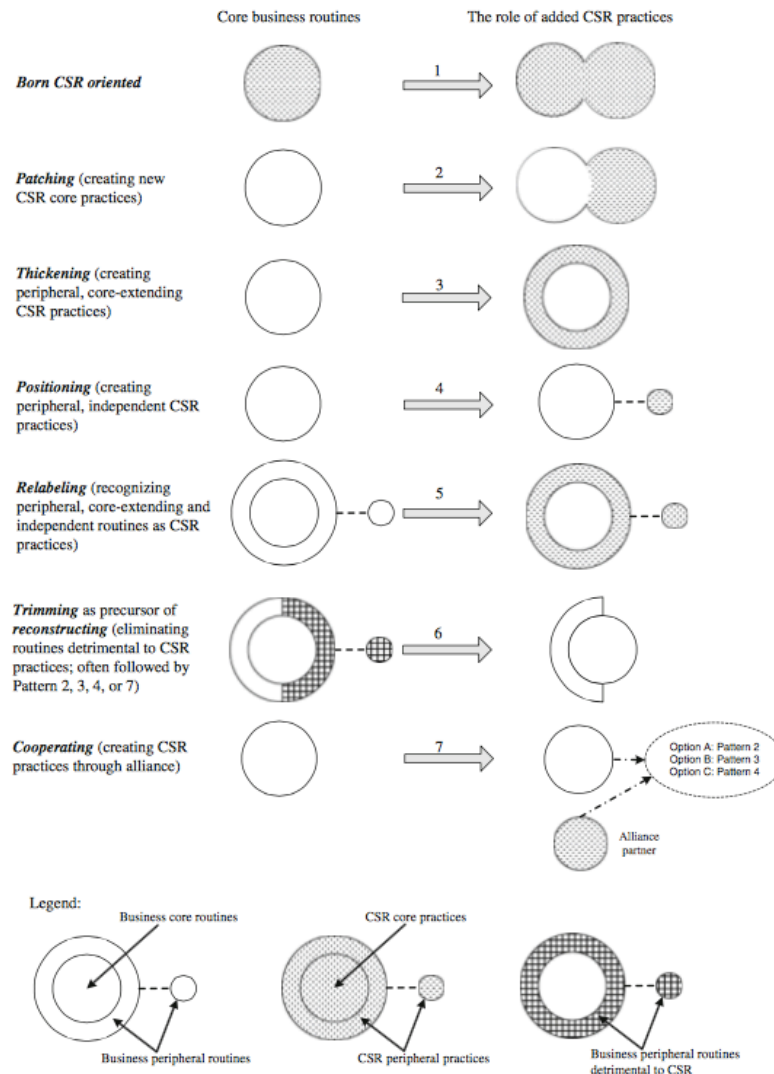 Core business routines
The role of added CSR practices
Born CSR oriented
1
Patching (creating new
CSR core practices)
2
Thickening (creating
peripheral, core-extending
CSR practices)
3
Positioning (creating
peripheral, independent CSR
practices)
4
Relabeling (recognizing
peripheral, core-extending and
independent routines as CSR
practices)
5
Trimming as precursor of
reconstructing (eliminating
routines detrimental to CSR
practices; often followed by
Pattern 2, 3, 4, or 7)
6
Cooperating (creating CSR
practices through alliance)
7
Option A: Pattern 2
Option B: Pattern 3
Option C: Pattern 4
Alliance
partner
Legend:
Business core routines
CSR core practices
Business peripheral routines
CSR peripheral practices
Business peripheral routines
detrimental to CSR